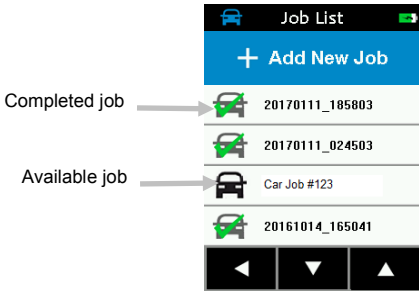 Job List
+ Add New Job
Completed job
20170111_185803
20170111_024503
Available job
Car Job #123
20161014_165041